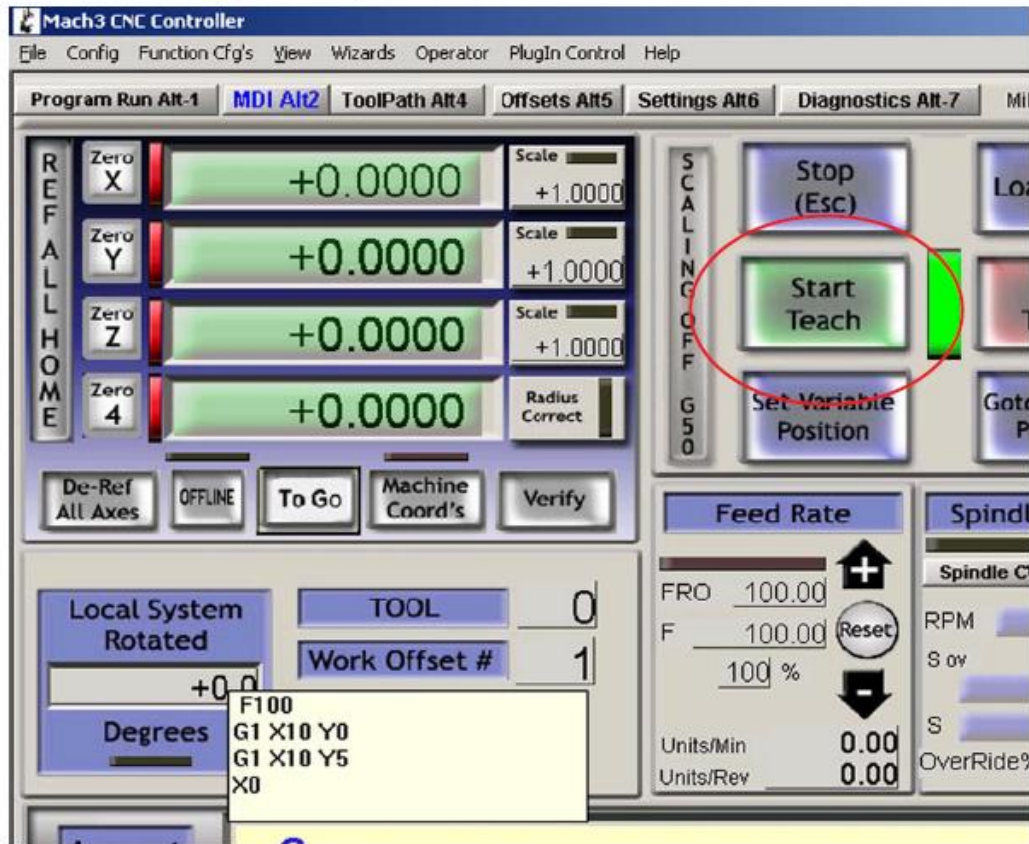 Mach3 CNC Controller
File Config Function Cfg's View Wizards Operator PlugIn Control Help
Program Run Alt-1 MDI Alt2 ToolPath Alt4 Offsets Alt5 Settings Alt6 Diagnostics Alt-7
REF ALL HOME
Zero
X
+0.0000
Scale
+1.0000
Zero
Y
+0.0000
Scale
+1.0000
Zero
Z
+0.0000
Scale
+1.0000
Zero
4
+0.0000
Radius
Correct
De-Ref
All Axes
OFFLINE
To Go
Machine
Coord's
Verify
SCALING OFF G50
Stop
(Esc)
Start
Teach
Set Variable
Position
Feed Rate
FRO 100.00
F 100.00
Reset
100 %
Units/Min 0.00
Units/Rev 0.00
RPM
S ov
S
OverRide%
Local System
Rotated
+0.0
Degrees
TOOL 0
Work Offset # 1
F100
G1 X10 Y0
G1 X10 Y5
X0